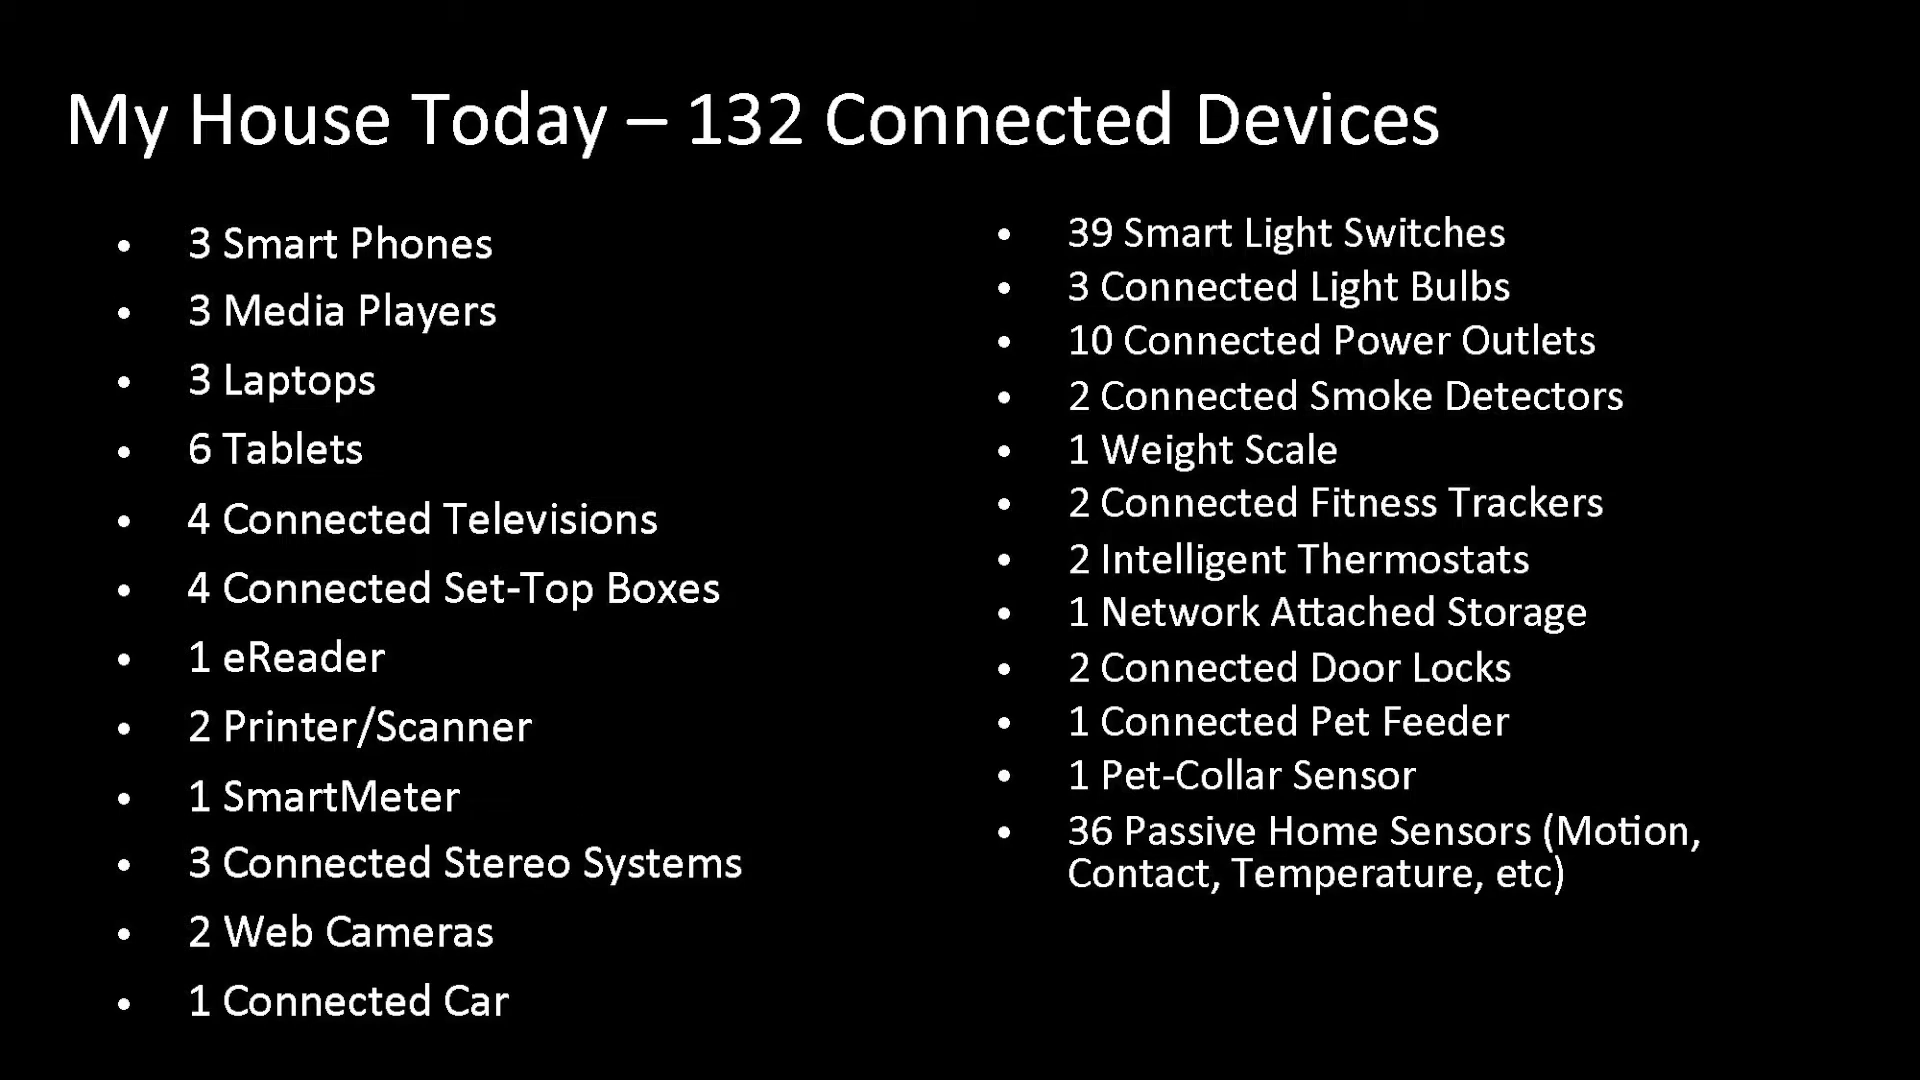 My House Today – 132 Connected Devices
• 3 Smart Phones
• 3 Media Players
• 3 Laptops
• 6 Tablets
• 4 Connected Televisions
• 4 Connected Set-Top Boxes
• 1 eReader
• 2 Printer/Scanner
• 1 SmartMeter
• 3 Connected Stereo Systems
• 2 Web Cameras
• 1 Connected Car
• 39 Smart Light Switches
• 3 Connected Light Bulbs
• 10 Connected Power Outlets
• 2 Connected Smoke Detectors
• 1 Weight Scale
• 2 Connected Fitness Trackers
• 2 Intelligent Thermostats
• 1 Network Attached Storage
• 2 Connected Door Locks
• 1 Connected Pet Feeder
• 1 Pet-Collar Sensor
• 36 Passive Home Sensors (Motion,
Contact, Temperature, etc)